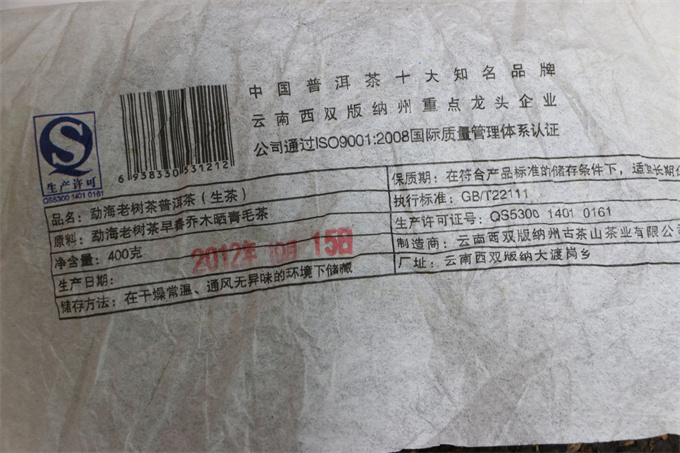 中国普洱茶十大知名品牌
云南西双版纳州重点龙头企业
公司通过ISO9001:2008国际质量管理体系认证
生产许可
QS5300 1401 0161
6 938330 331212
品名：勐海老树茶普洱茶（生茶）
原料：勐海老树茶早春乔木晒青毛茶
净含量：400克
生产日期：
2012年 10月 15日
储存方法：在干燥常温、通风无异味的环境下储藏
保质期：在符合产品标准的储存条件下，适宜长期
执行标准：GB/T22111
生产许可证号：QS5300 1401 0161
制造商：云南西双版纳州古茶山茶业有限公
厂址：云南西双版纳大渡岗乡